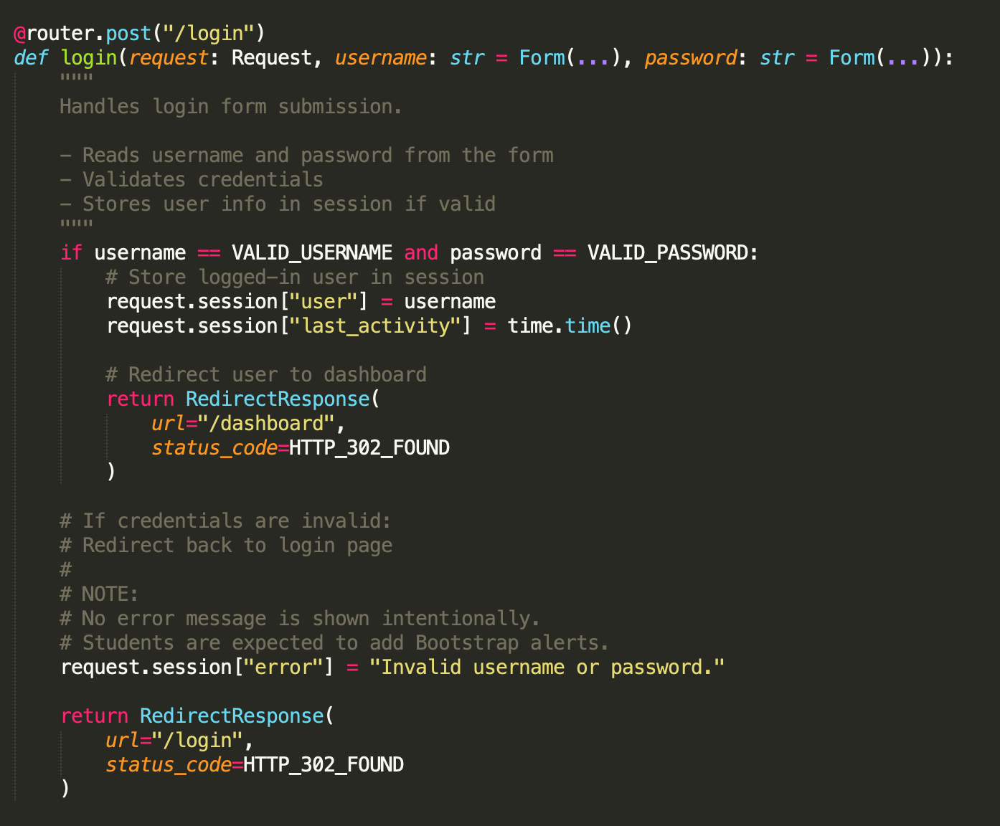 @router.post("/login")
def login(request: Request, username: str = Form(...), password: str = Form(...)):
    """
    Handles login form submission.

    - Reads username and password from the form
    - Validates credentials
    - Stores user info in session if valid
    """
    if username == VALID_USERNAME and password == VALID_PASSWORD:
        # Store logged-in user in session
        request.session["user"] = username
        request.session["last_activity"] = time.time()

        # Redirect user to dashboard
        return RedirectResponse(
            url="/dashboard",
            status_code=HTTP_302_FOUND
        )

    # If credentials are invalid:
    # Redirect back to login page
    #
    # NOTE:
    # No error message is shown intentionally.
    # Students are expected to add Bootstrap alerts.
    request.session["error"] = "Invalid username or password."

    return RedirectResponse(
        url="/login",
        status_code=HTTP_302_FOUND
    )